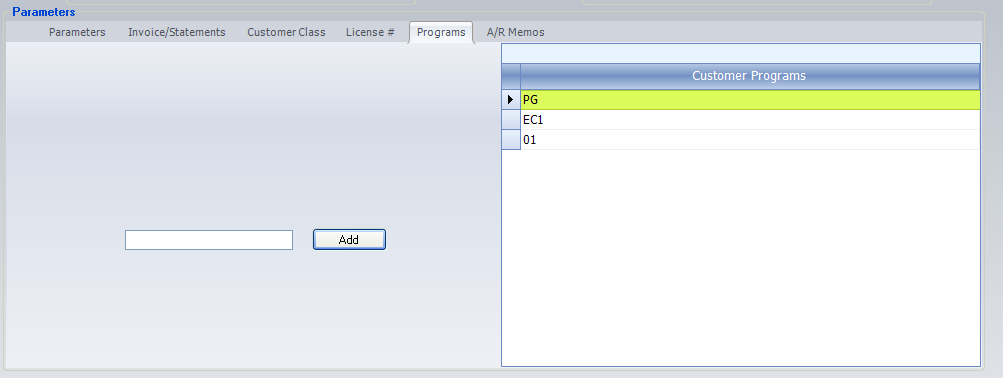 Parameters
Parameters Invoice/Statements Customer Class License # Programs A/R Memos
Customer Programs
PG
EC1
01
Add